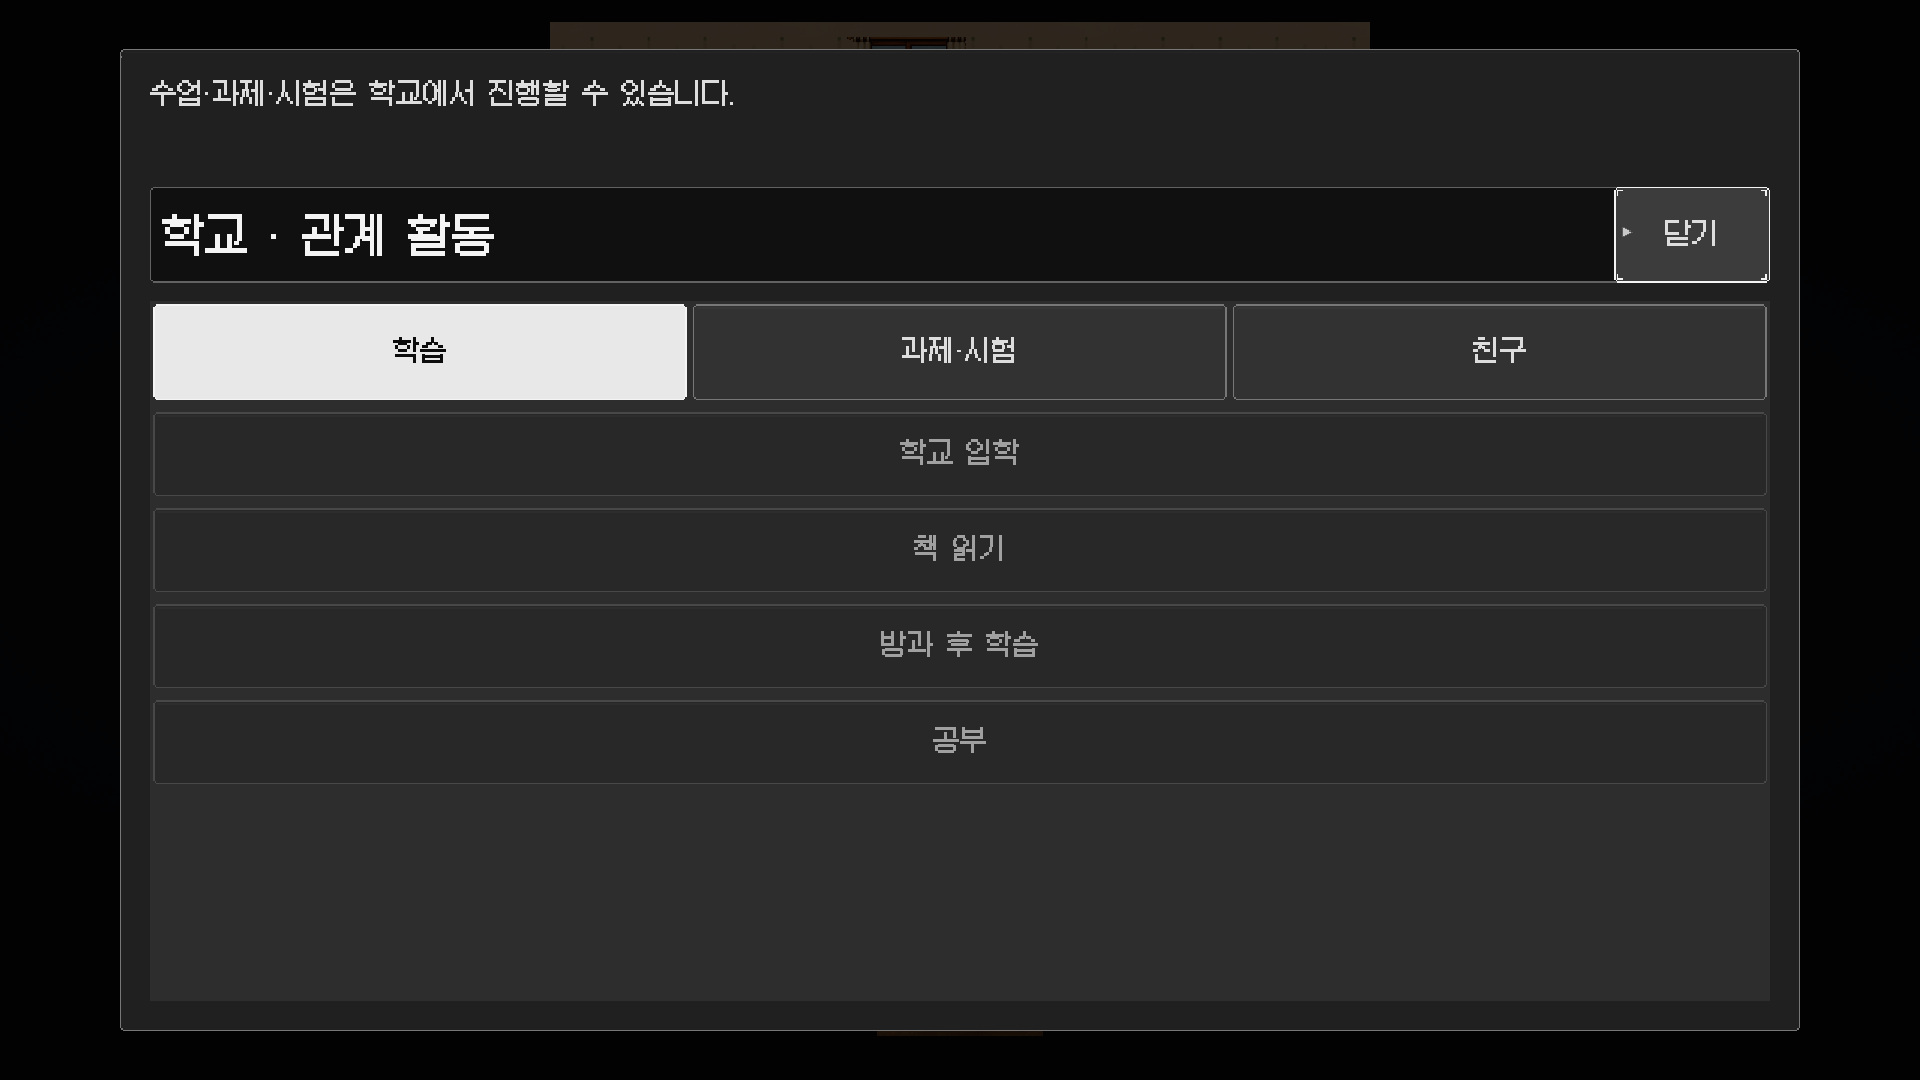 수업·과제·시험은 학교에서 진행할 수 있습니다.
학교 · 관계 활동
닫기
학습
과제·시험
친구
학교 입학
책 읽기
방과 후 학습
공부